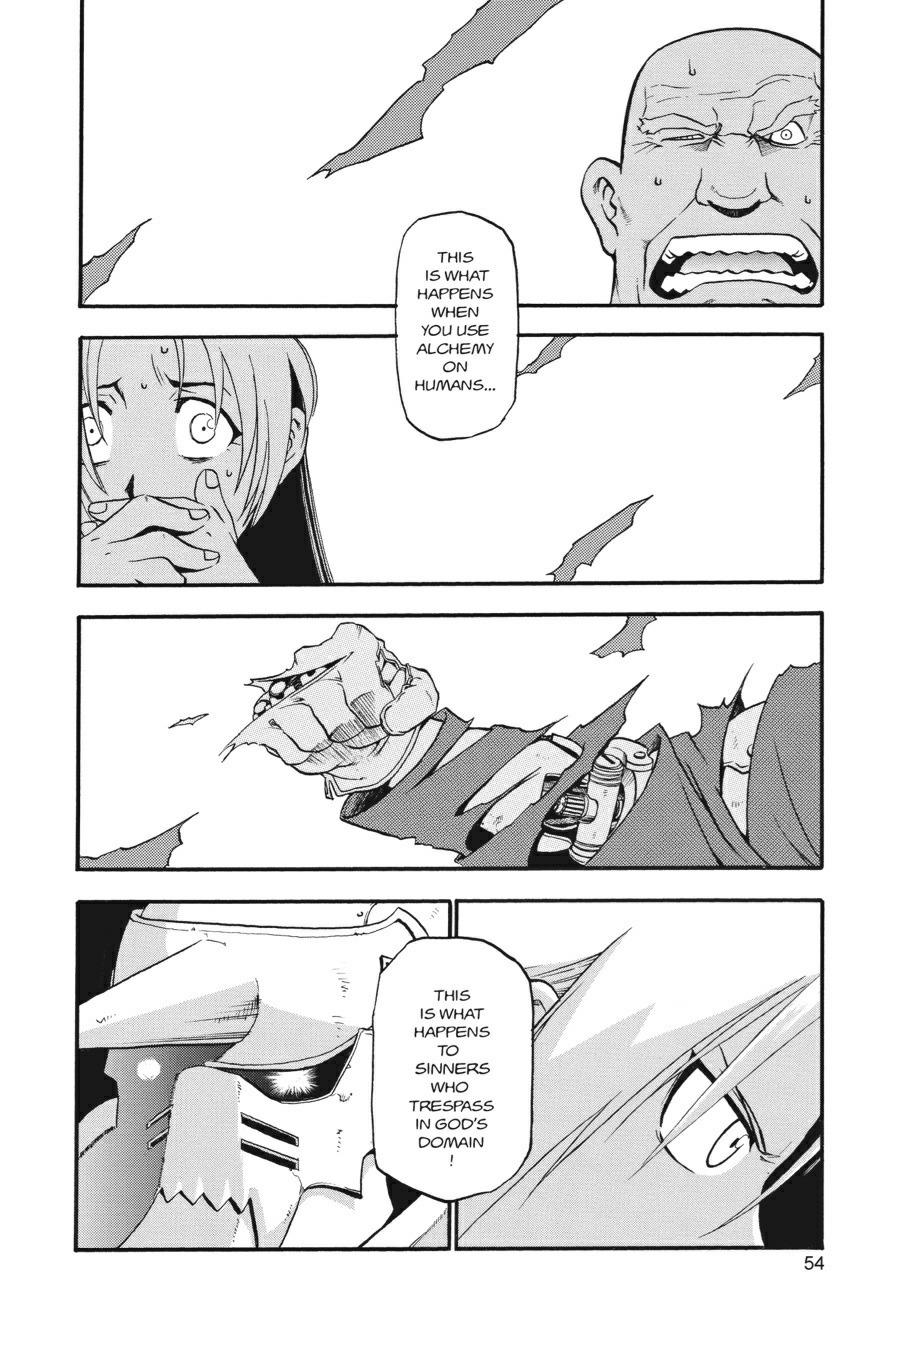 THIS
IS WHAT
HAPPENS
WHEN
YOU USE
ALCHEMY
ON
HUMANS...
THIS
IS WHAT
HAPPENS
TO
SINNERS
WHO
TRESPASS
IN GOD'S
DOMAIN
!
54